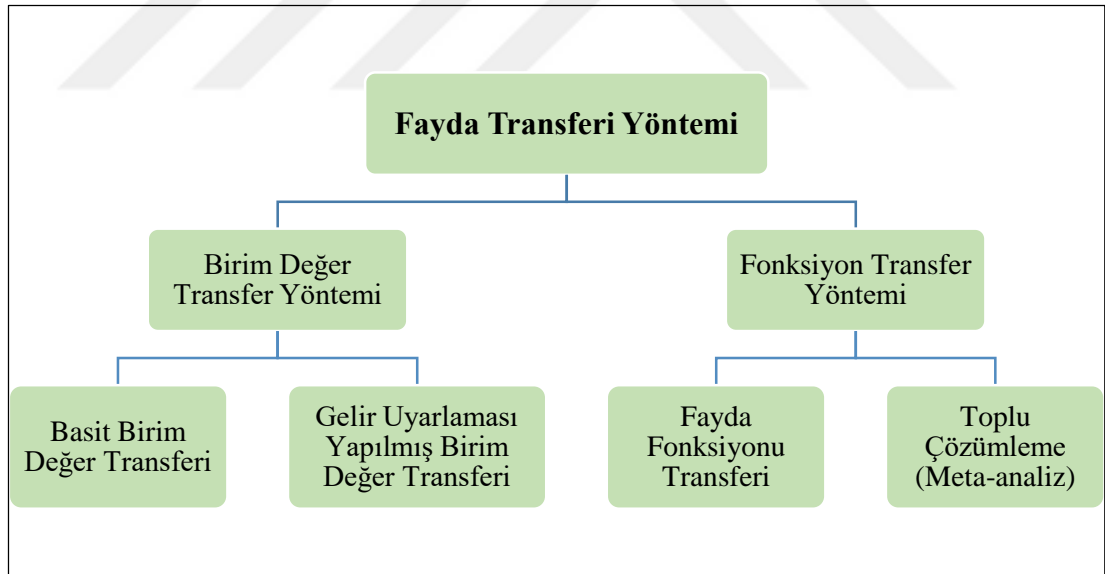 Fayda Transferi Yöntemi
Birim Değer
Transfer Yöntemi
Fonksiyon Transfer
Yöntemi
Basit Birim
Değer Transferi
Gelir Uyarlaması
Yapılmış Birim
Değer Transferi
Fayda
Fonksiyonu
Transferi
Toplu
Çözümleme
(Meta-analiz)